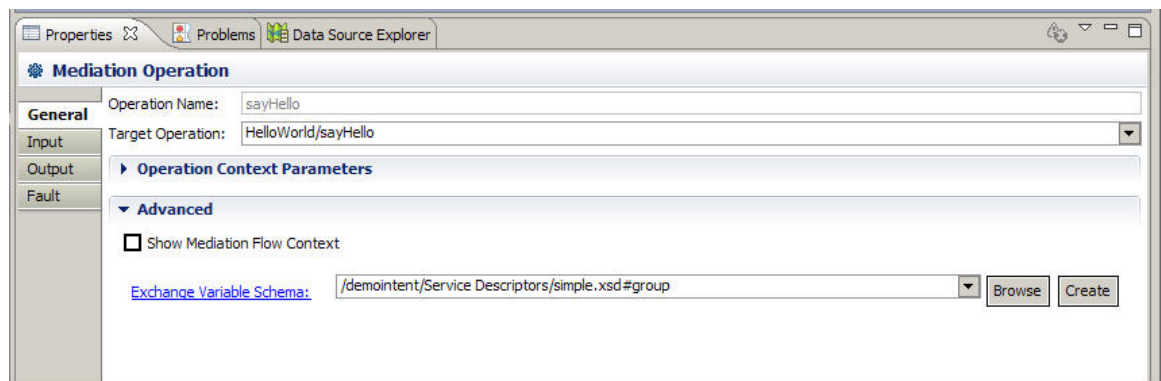 Properties Problems Data Source Explorer
Mediation Operation
General
Input
Output
Fault
Operation Name: sayHello
Target Operation: HelloWorld/sayHello
Operation Context Parameters
Advanced
Show Mediation Flow Context
Exchange Variable Schema: /demointent/Service Descriptors/simple.xsd#group Browse Create